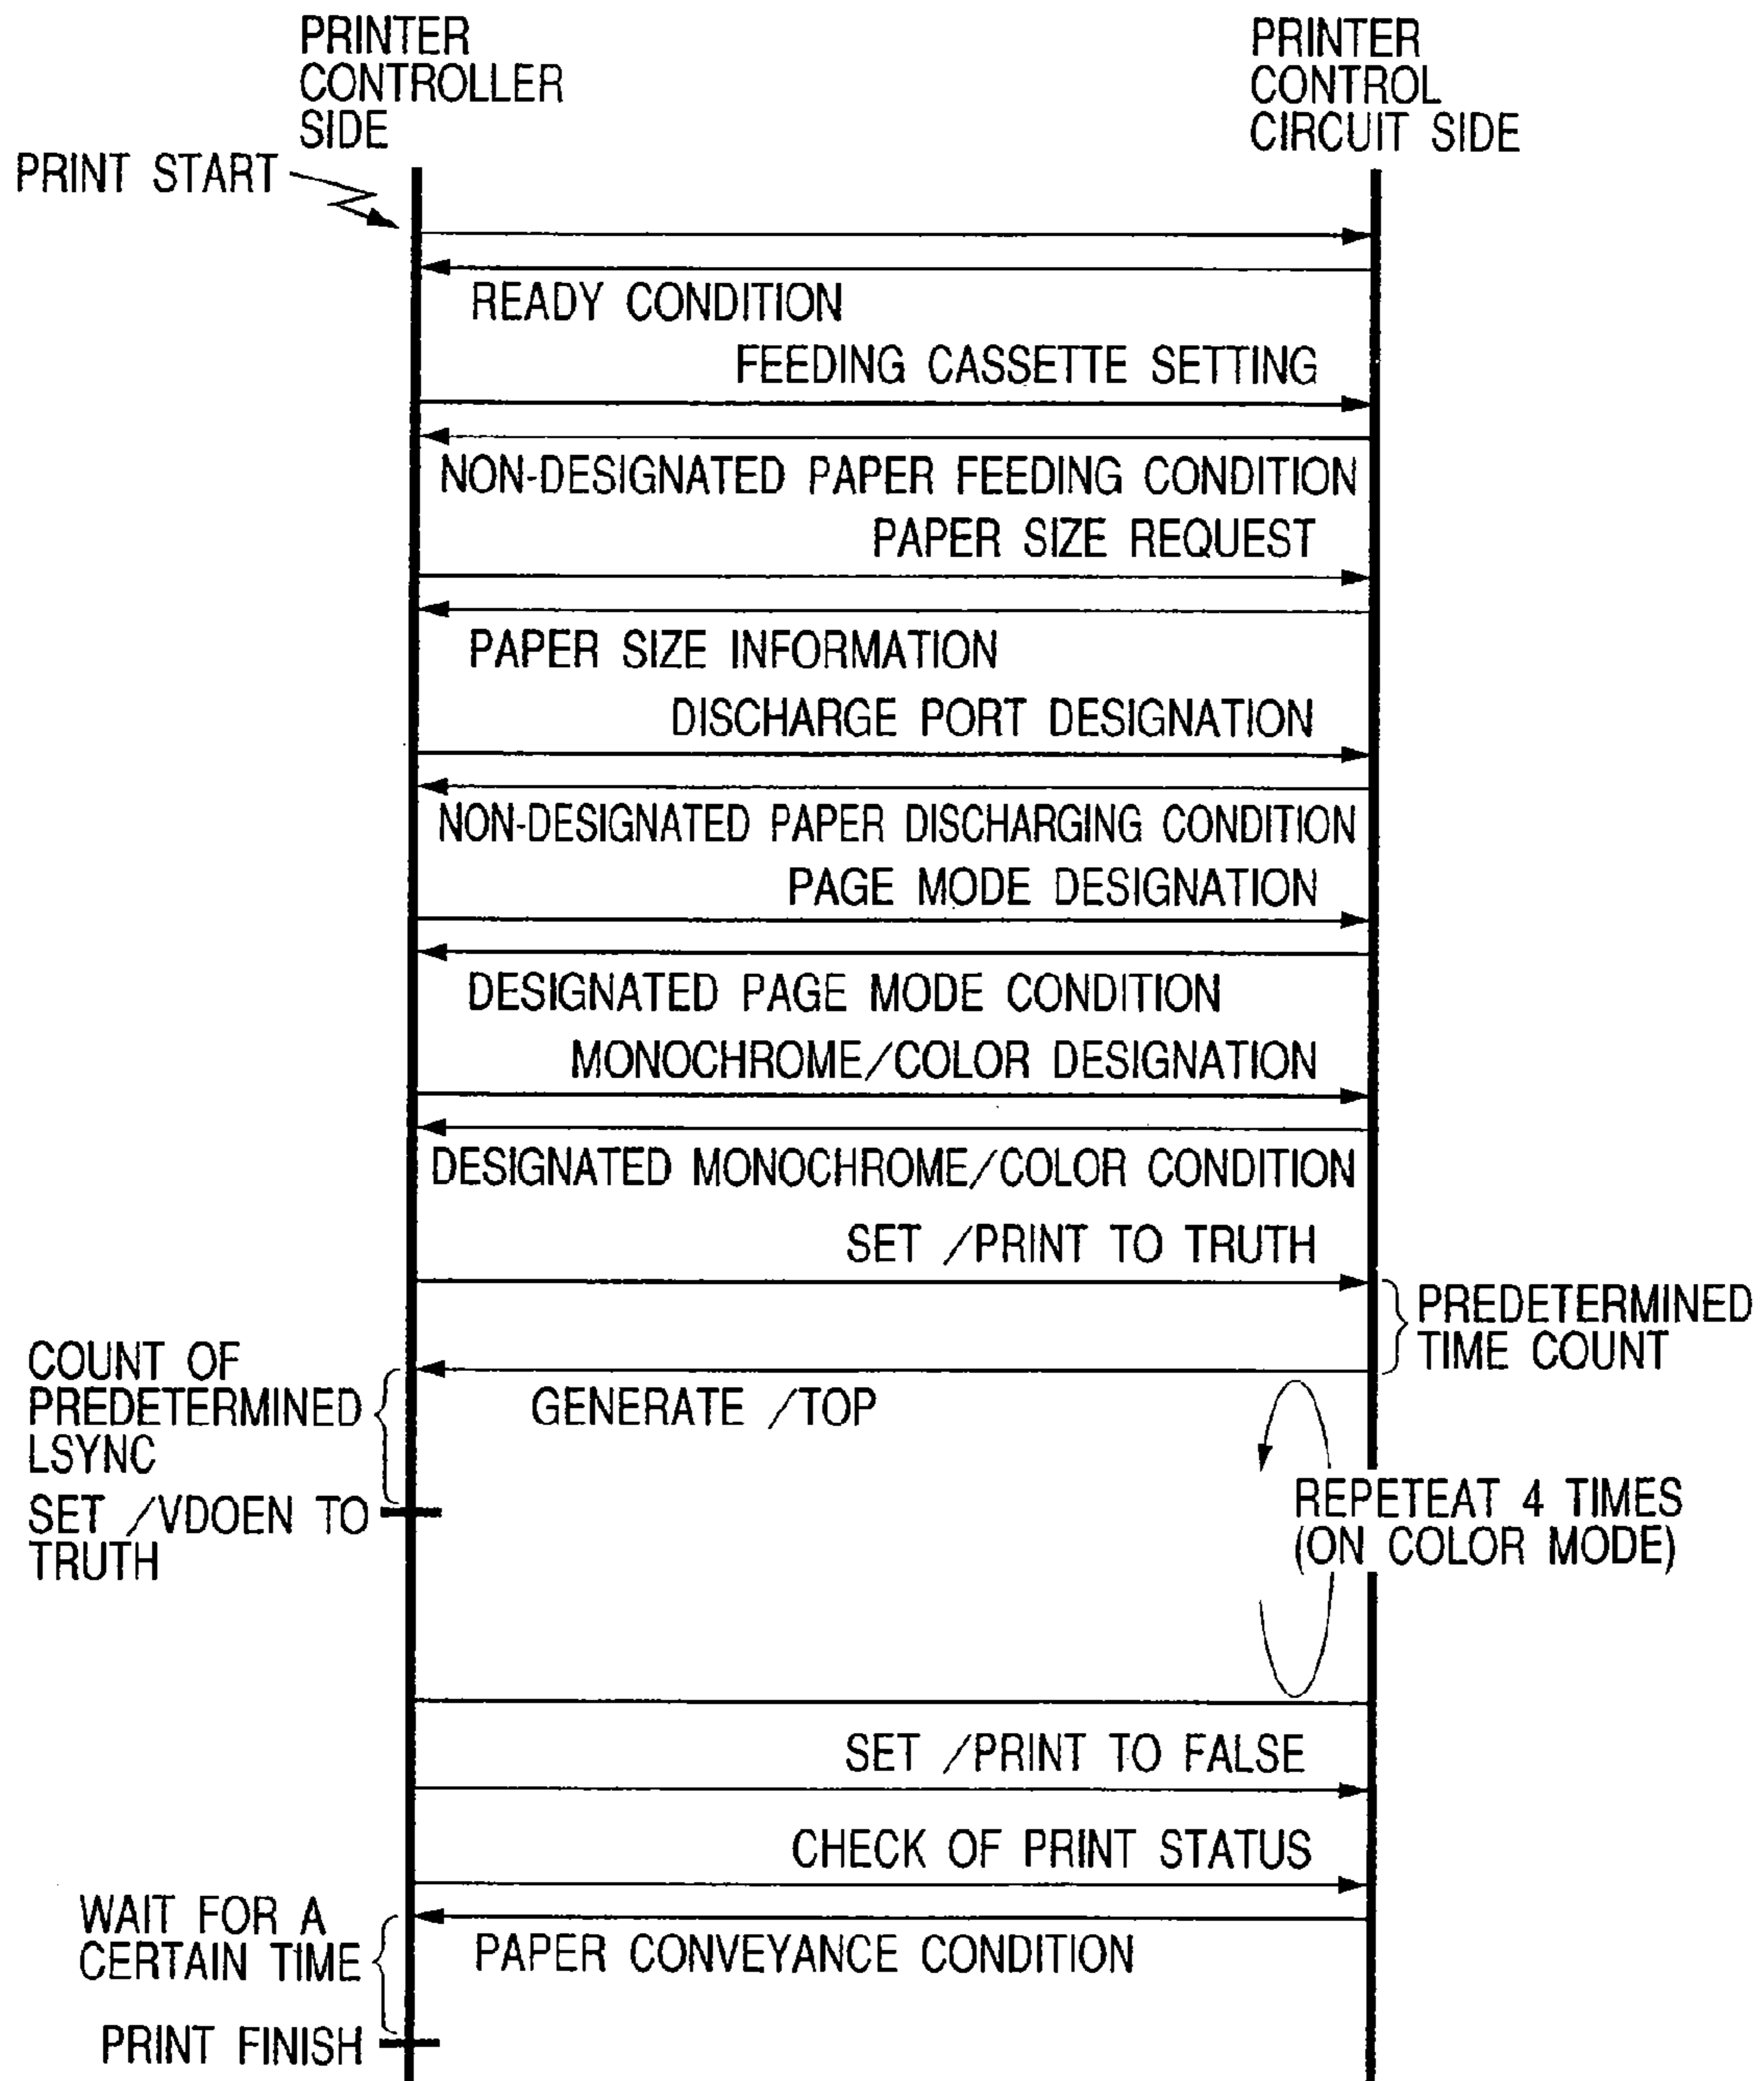 PRINTER
CONTROLLER
SIDE
PRINTER
CONTROL
CIRCUIT SIDE
PRINT START
READY CONDITION
FEEDING CASSETTE SETTING
NON-DESIGNATED PAPER FEEDING CONDITION
PAPER SIZE REQUEST
PAPER SIZE INFORMATION
DISCHARGE PORT DESIGNATION
NON-DESIGNATED PAPER DISCHARGING CONDITION
PAGE MODE DESIGNATION
DESIGNATED PAGE MODE CONDITION
MONOCHROME/COLOR DESIGNATION
DESIGNATED MONOCHROME/COLOR CONDITION
SET /PRINT TO TRUTH
PREDETERMINED
TIME COUNT
COUNT OF
PREDETERMINED
LSYNC
GENERATE /TOP
SET /VDOEN TO
TRUTH
REPETEAT 4 TIMES
(ON COLOR MODE)
SET /PRINT TO FALSE
CHECK OF PRINT STATUS
WAIT FOR A
CERTAIN TIME
PAPER CONVEYANCE CONDITION
PRINT FINISH